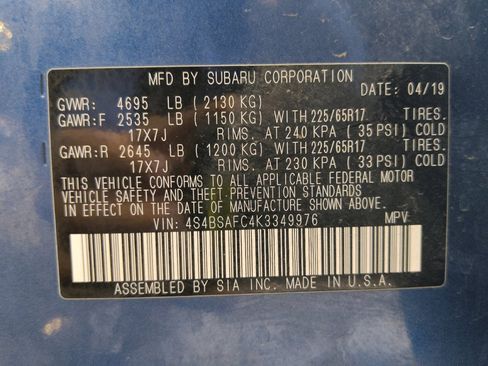 MFD BY SUBARU CORPORATION
DATE: 04/19
GVWR: 4695 LB (2130 KG)
GAWR:F 2535 LB (1150 KG) WITH 225/65R17 TIRES.
17X7J RIMS. AT 240 KPA (35 PSI) COLD
GAWR:R 2645 LB (1200 KG) WITH 225/65R17 TIRES.
17X7J RIMS. AT 230 KPA (33 PSI) COLD
THIS VEHICLE CONFORMS TO ALL APPLICABLE FEDERAL MOTOR
VEHICLE SAFETY AND THEFT PREVENTION STANDARDS
IN EFFECT ON THE DATE OF MANUFACTURE SHOWN ABOVE.
VIN: 4S4BSAFC4K3349976 MPV
ASSEMBLED BY SIA INC. MADE IN U.S.A.